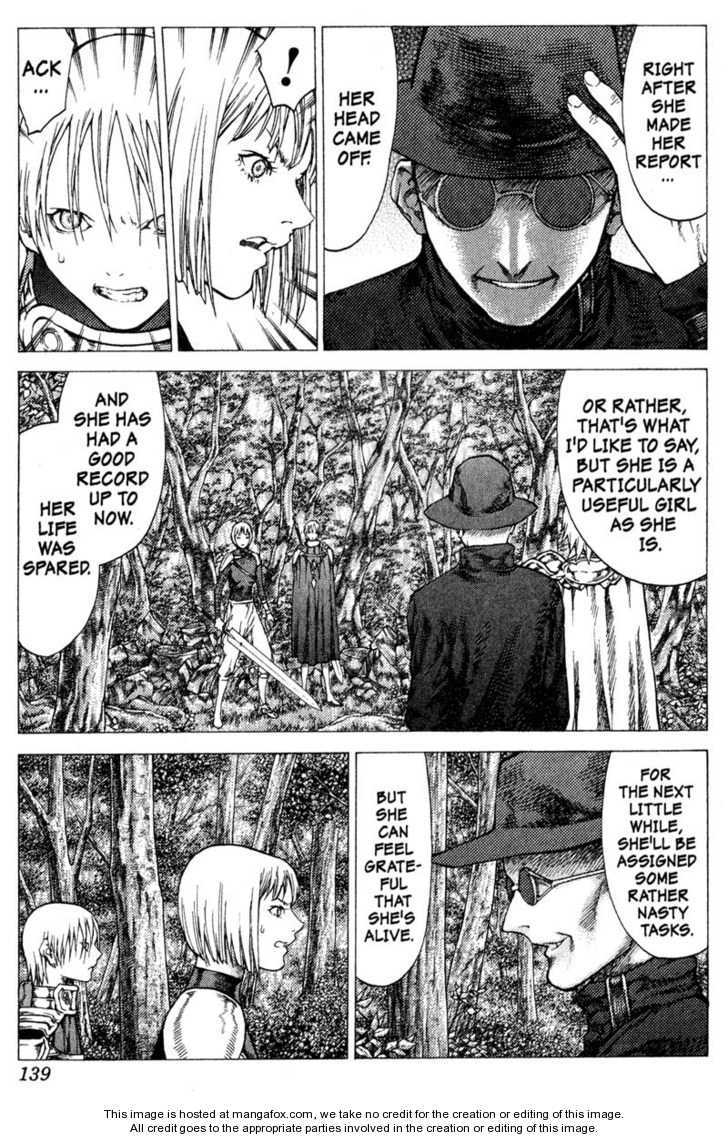 RIGHT
AFTER
SHE
MADE
HER
REPORT
...
HER
HEAD
CAME
OFF.
!
ACK
...
OR RATHER,
THAT'S WHAT
I'D LIKE TO SAY,
BUT SHE IS A
PARTICULARLY
USEFUL GIRL
AS SHE
IS.
AND
SHE HAS
HAD A
GOOD
RECORD
UP TO
NOW.
HER
LIFE
WAS
SPARED.
FOR
THE NEXT
LITTLE
WHILE,
SHE'LL BE
ASSIGNED
SOME
RATHER
NASTY
TASKS.
BUT
SHE
CAN
FEEL
GRATE-
FUL
THAT
SHE'S
ALIVE.
139
This image is hosted at mangafox.com, we take no credit for the creation or editing of this image.
All credit goes to the appropriate parties involved in the creation or editing of this image.